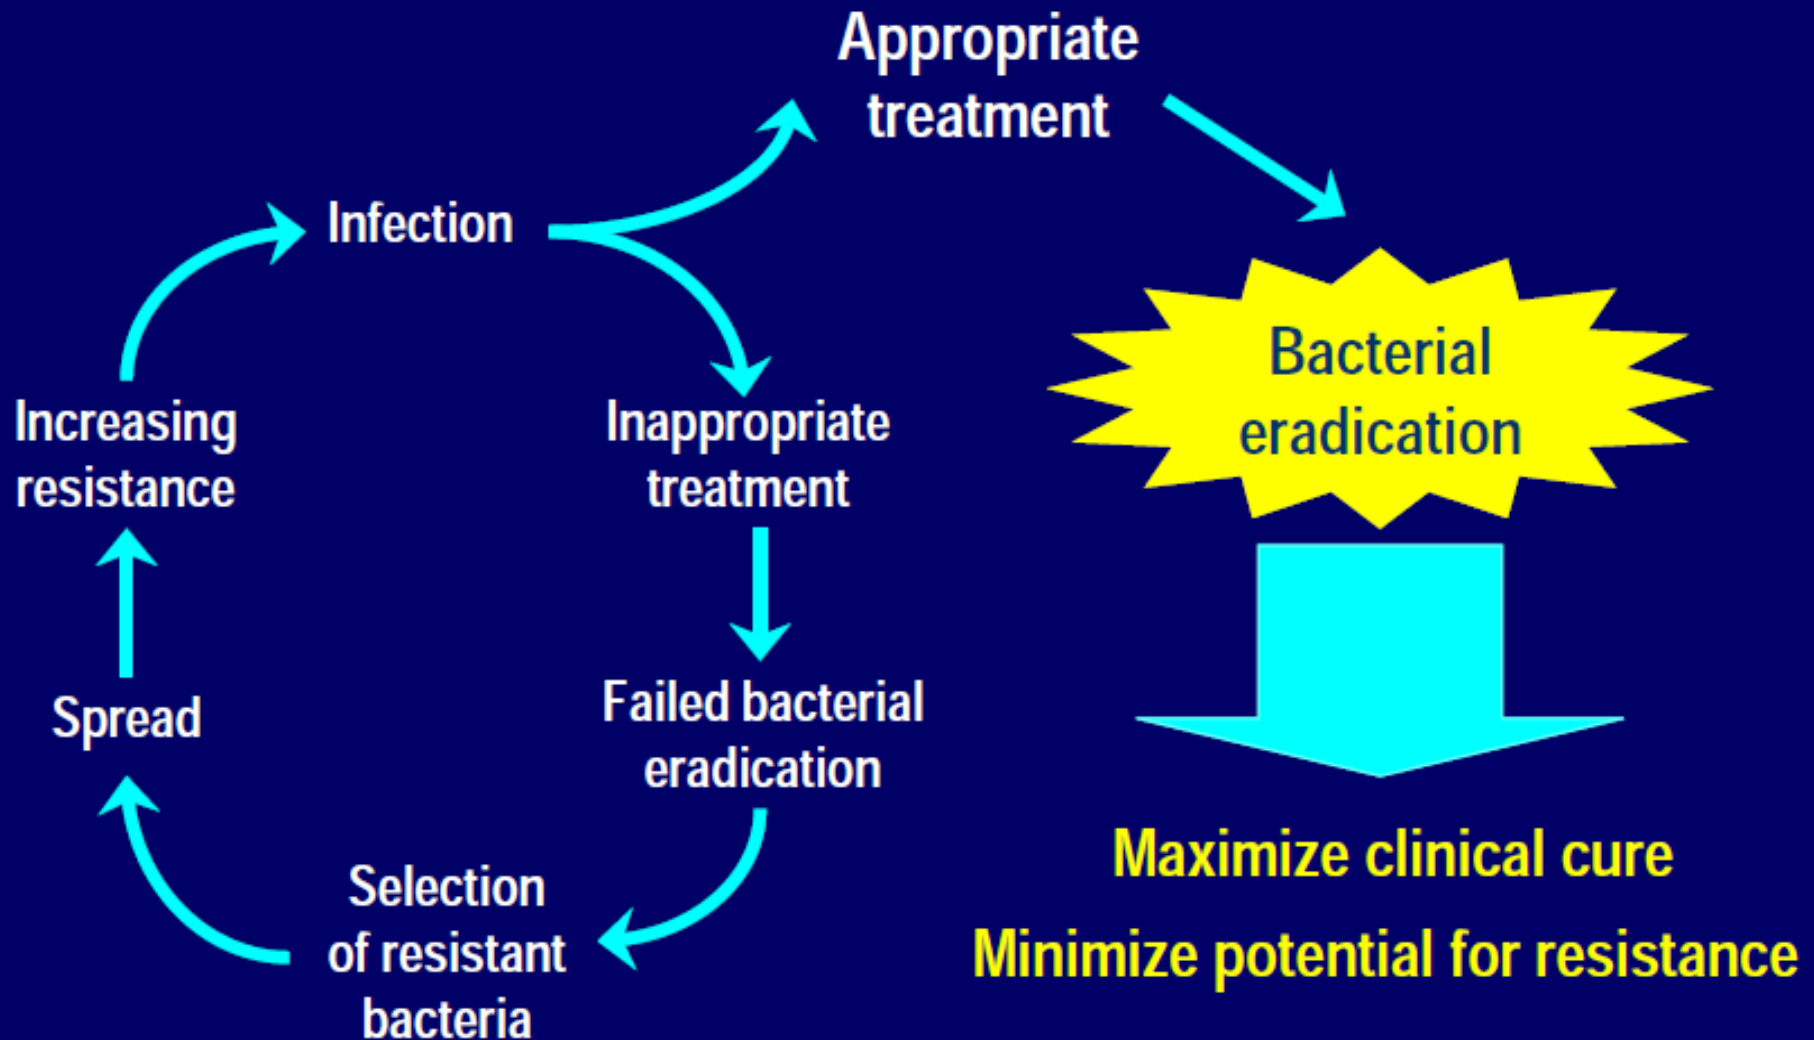 Appropriate
treatment
Infection
Bacterial
eradication
Increasing
resistance
Inappropriate
treatment
Spread
Failed bacterial
eradication
Selection
of resistant
bacteria
Maximize clinical cure
Minimize potential for resistance